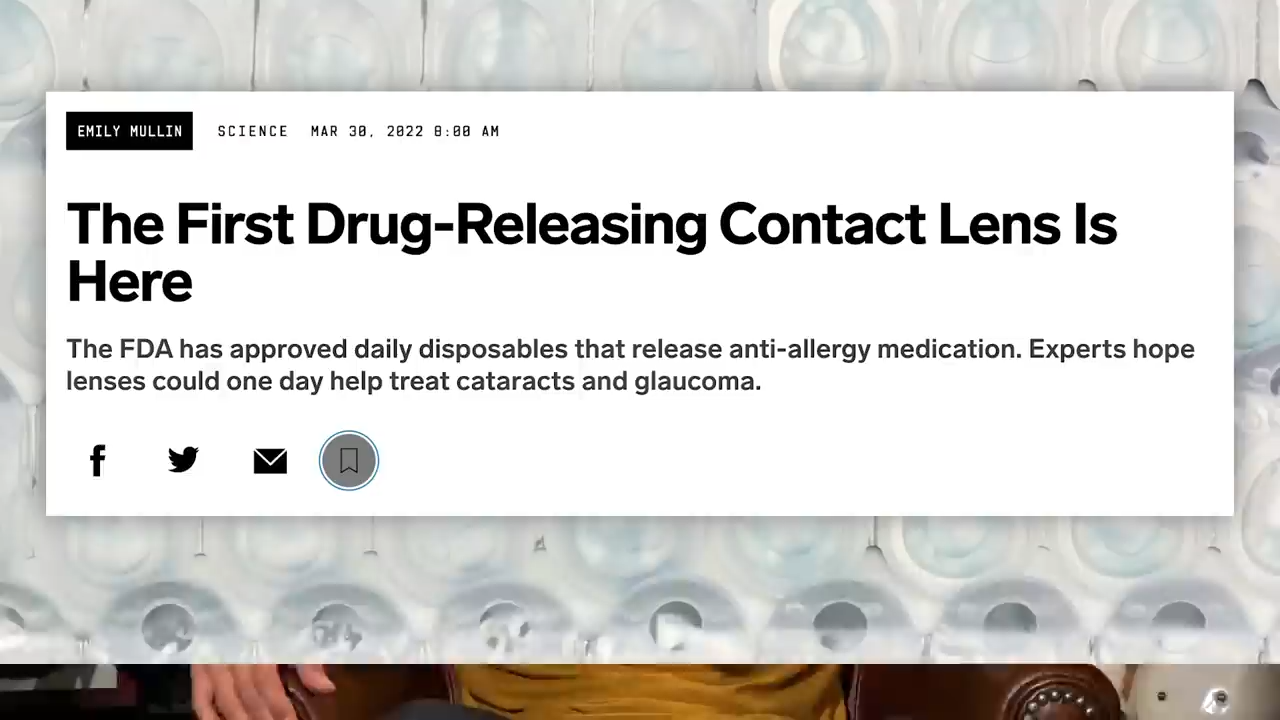 EMILY MULLIN SCIENCE MAR 30, 2022 8:00 AM
The First Drug-Releasing Contact Lens Is
Here
The FDA has approved daily disposables that release anti-allergy medication. Experts hope
lenses could one day help treat cataracts and glaucoma.